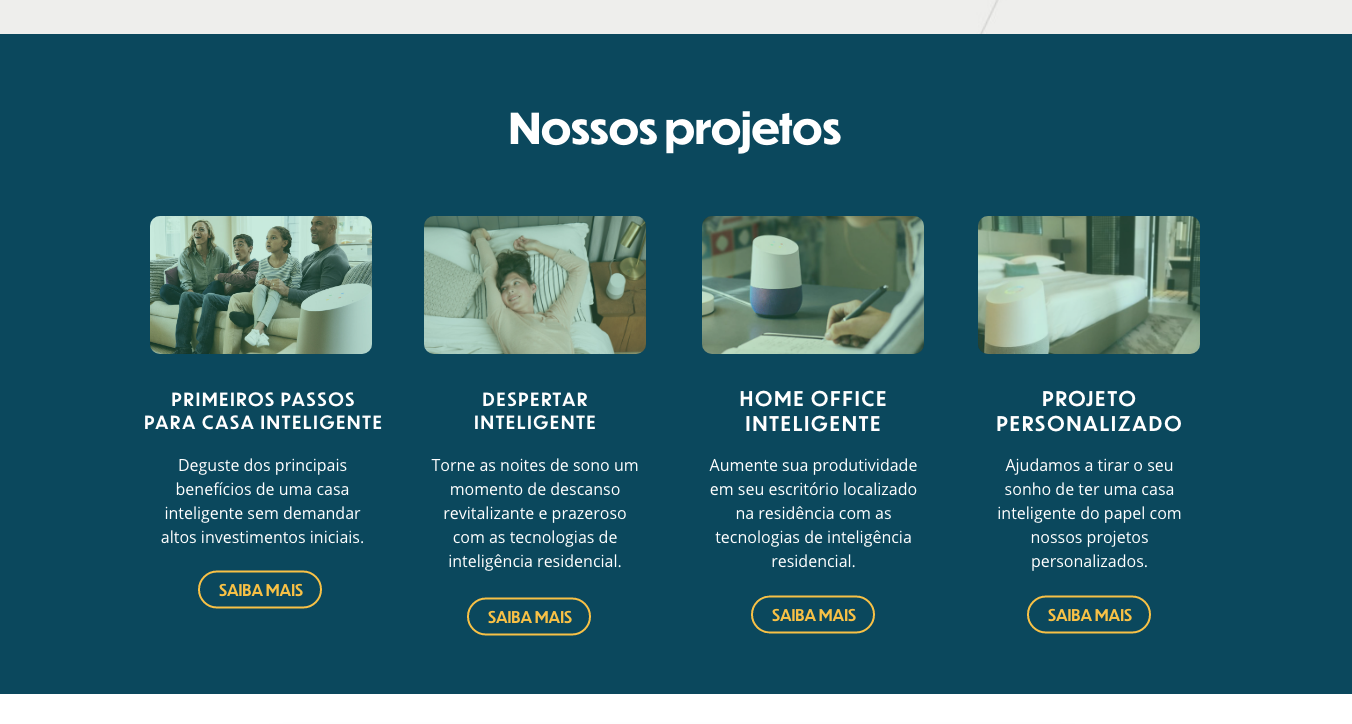 Nossos projetos
PRIMEIROS PASSOS
PARA CASA INTELIGENTE
Deguste dos principais
benefícios de uma casa
inteligente sem demandar
altos investimentos iniciais.
SAIBA MAIS
DESPERTAR
INTELIGENTE
Torne as noites de sono um
momento de descanso
revitalizante e prazeroso
com as tecnologias de
inteligência residencial.
SAIBA MAIS
HOME OFFICE
INTELIGENTE
Aumente sua produtividade
em seu escritório localizado
na residência com as
tecnologias de inteligência
residencial.
SAIBA MAIS
PROJETO
PERSONALIZADO
Ajudamos a tirar o seu
sonho de ter uma casa
inteligente do papel com
nossos projetos
personalizados.
SAIBA MAIS